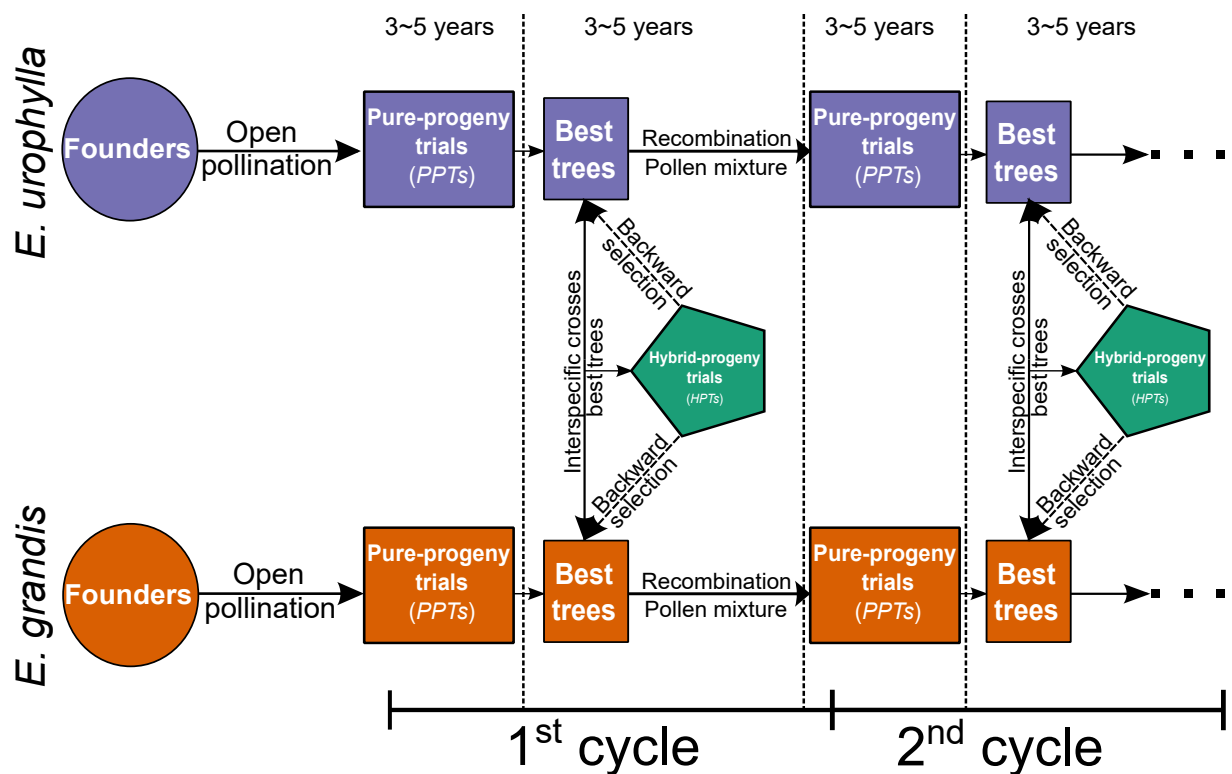 3~5 years
3~5 years
3~5 years
3~5 years
E. urophylla
Founders
Open
pollination
Pure-progeny
trials
(PPTs)
Best
trees
Recombination
Pollen mixture
Pure-progeny
trials
(PPTs)
Best
trees
Interspecific crosses
best trees
Backward
selection
Hybrid-progeny
trials
(HPTs)
Backward
selection
Interspecific crosses
best trees
Backward
selection
Hybrid-progeny
trials
(HPTs)
Backward
selection
E. grandis
Founders
Open
pollination
Pure-progeny
trials
(PPTs)
Best
trees
Recombination
Pollen mixture
Pure-progeny
trials
(PPTs)
Best
trees
1st cycle
2nd cycle